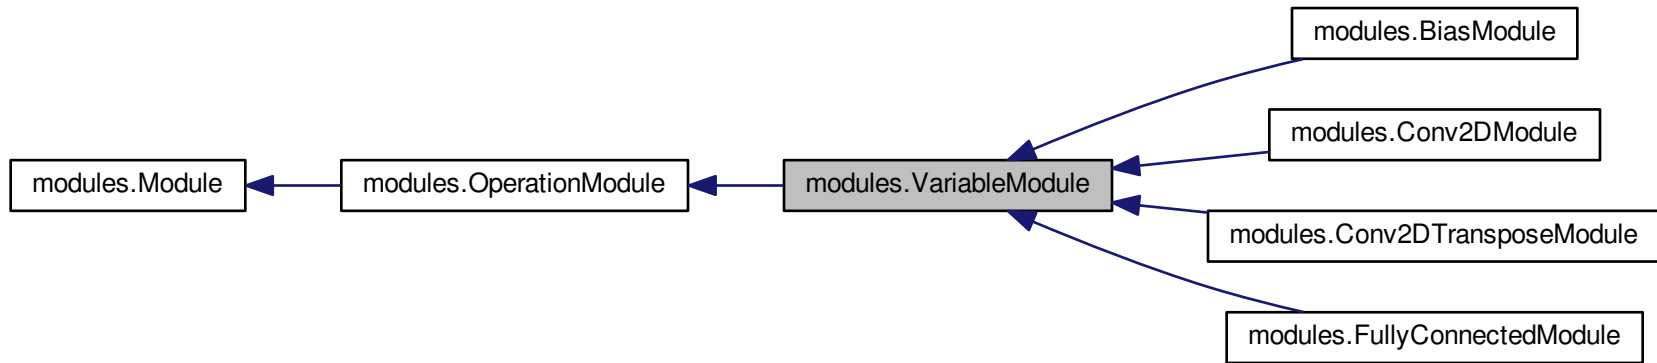 modules.BiasModule
modules.Conv2DModule
modules.Module
modules.OperationModule
modules.VariableModule
modules.Conv2DTransposeModule
modules.FullyConnectedModule